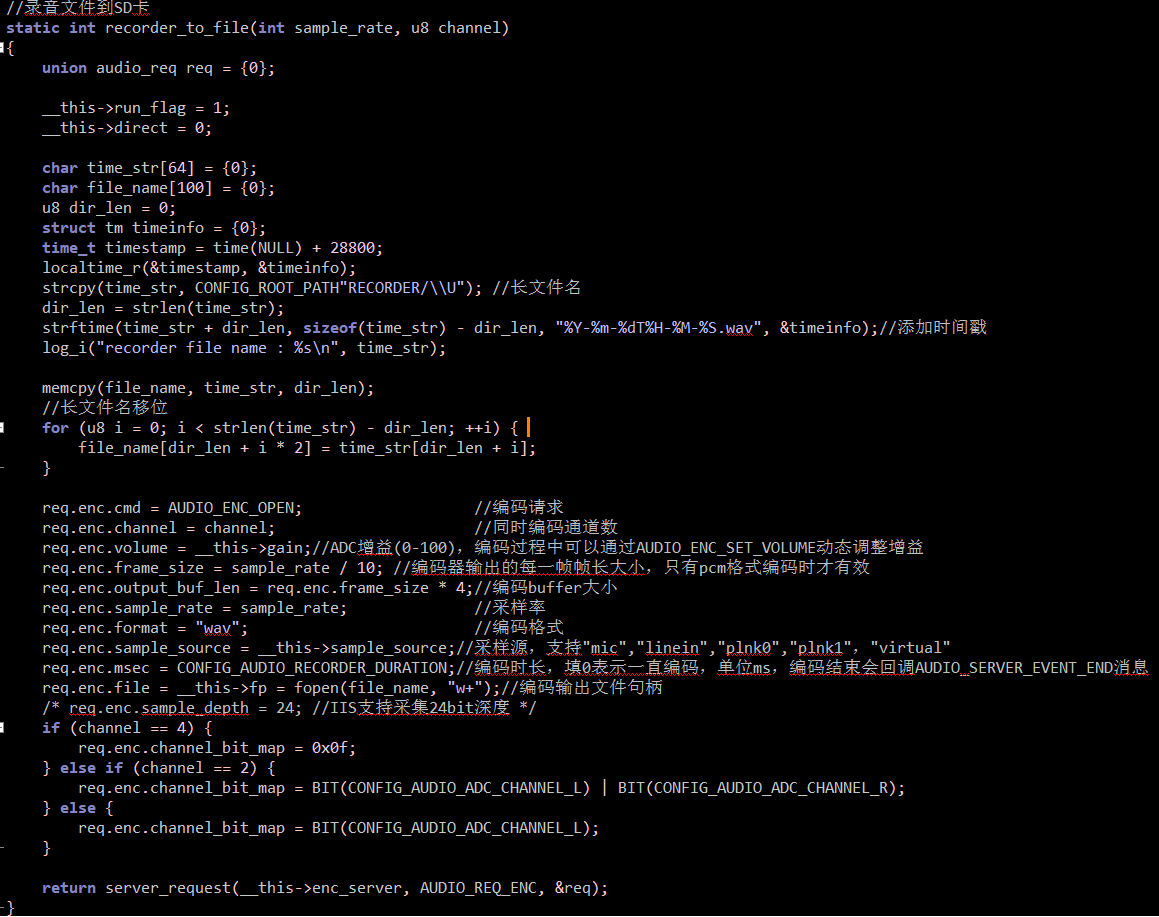 //录音文件到SD卡
static int recorder_to_file(int sample_rate, u8 channel)
{
    union audio_req req = {0};

    __this->run_flag = 1;
    __this->direct = 0;

    char time_str[64] = {0};
    char file_name[100] = {0};
    u8 dir_len = 0;
    struct tm timeinfo = {0};
    time_t timestamp = time(NULL) + 28800;
    localtime_r(&timestamp, &timeinfo);
    strcpy(time_str, CONFIG_ROOT_PATH"RECORDER/\\U"); //长文件名
    dir_len = strlen(time_str);
    strftime(time_str + dir_len, sizeof(time_str) - dir_len, "%Y-%m-%dT%H-%M-%S.wav", &timeinfo);//添加时间戳
    log_i("recorder file name : %s\n", time_str);

    memcpy(file_name, time_str, dir_len);
    //长文件名移位
    for (u8 i = 0; i < strlen(time_str) - dir_len; ++i) {
        file_name[dir_len + i * 2] = time_str[dir_len + i];
    }

    req.enc.cmd = AUDIO_ENC_OPEN;                   //编码请求
    req.enc.channel = channel;                      //同时编码通道数
    req.enc.volume = __this->gain;//ADC增益(0-100)，编码过程中可以通过AUDIO_ENC_SET_VOLUME动态调整增益
    req.enc.frame_size = sample_rate / 10; //编码器输出的每一帧帧长大小，只有pcm格式编码时才有效
    req.enc.output_buf_len = req.enc.frame_size * 4;//编码buffer大小
    req.enc.sample_rate = sample_rate;              //采样率
    req.enc.format = "wav";                         //编码格式
    req.enc.sample_source = __this->sample_source;//采样源，支持"mic","linein","plnk0","plnk1"，"virtual"
    req.enc.msec = CONFIG_AUDIO_RECORDER_DURATION;//编码时长，填0表示一直编码，单位ms，编码结束会回调AUDIO_SERVER_EVENT_END消息
    req.enc.file = __this->fp = fopen(file_name, "w+");//编码输出文件句柄
    /* req.enc.sample_depth = 24; //IIS支持采集24bit深度 */
    if (channel == 4) {
        req.enc.channel_bit_map = 0x0f;
    } else if (channel == 2) {
        req.enc.channel_bit_map = BIT(CONFIG_AUDIO_ADC_CHANNEL_L) | BIT(CONFIG_AUDIO_ADC_CHANNEL_R);
    } else {
        req.enc.channel_bit_map = BIT(CONFIG_AUDIO_ADC_CHANNEL_L);
    }

    return server_request(__this->enc_server, AUDIO_REQ_ENC, &req);
}